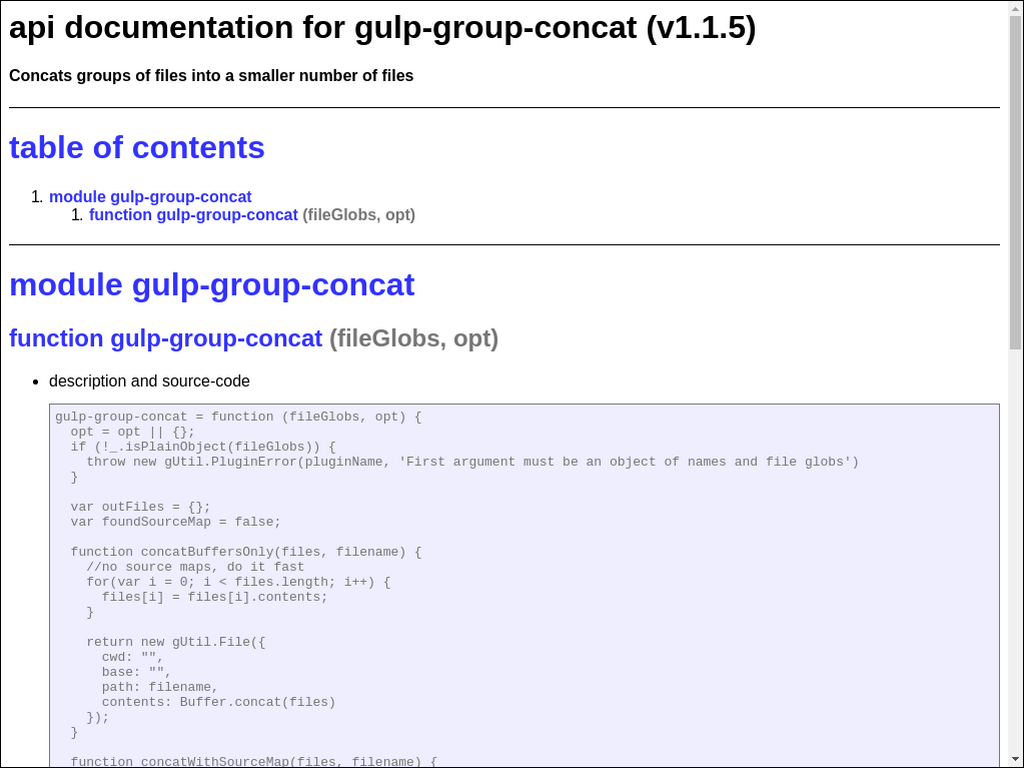 api documentation for gulp-group-concat (v1.1.5)
Concats groups of files into a smaller number of files
table of contents
1. module gulp-group-concat
1. function gulp-group-concat (fileGlobs, opt)
module gulp-group-concat
function gulp-group-concat (fileGlobs, opt)
• description and source-code
gulp-group-concat = function (fileGlobs, opt) {
  opt = opt || {};
  if (!_.isPlainObject(fileGlobs)) {
    throw new gUtil.PluginError(pluginName, 'First argument must be an object of names and file globs')
  }
  var outFiles = {};
  var foundSourceMap = false;
  function concatBuffersOnly(files, filename) {
    //no source maps, do it fast
    for(var i = 0; i < files.length; i++) {
      files[i] = files[i].contents;
    }
    return new gUtil.File({
      cwd: "",
      base: "",
      path: filename,
      contents: Buffer.concat(files)
    });
  }
  function concatWithSourceMap(files, filename) {